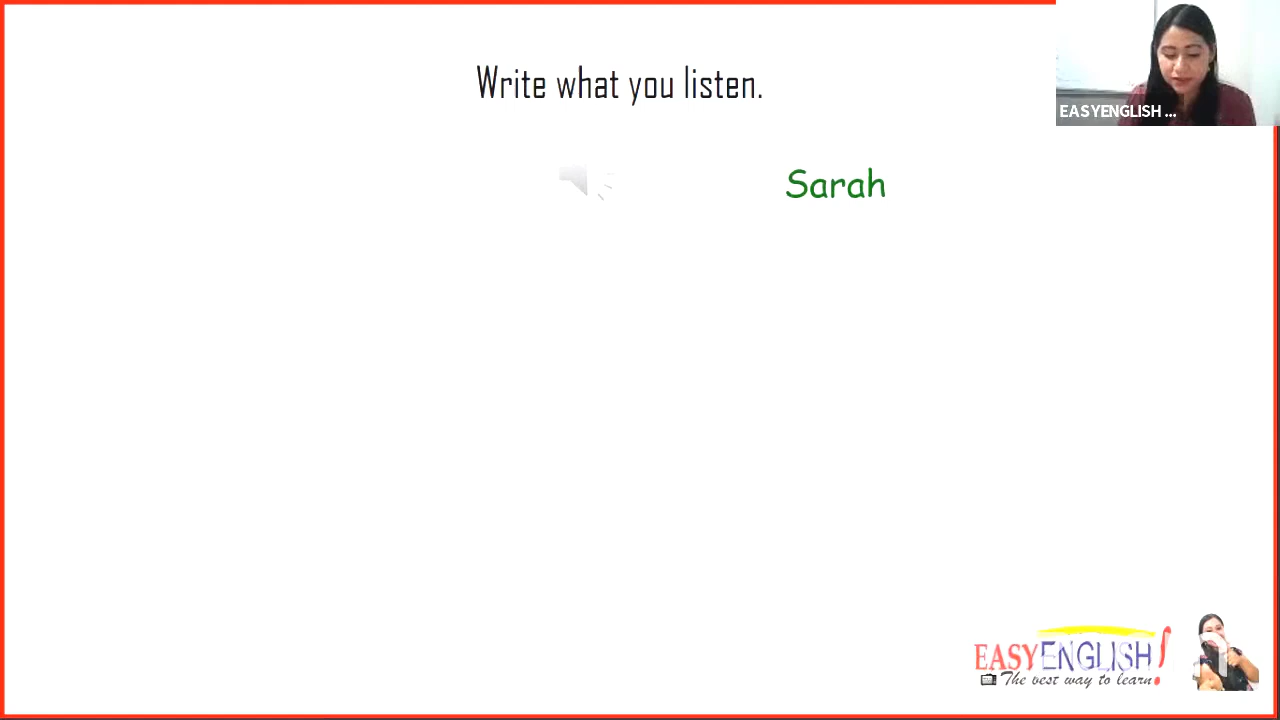 Write what you listen.
EASYENGLISH ...
Sarah
EASYENGLISH!
The best way to learn!